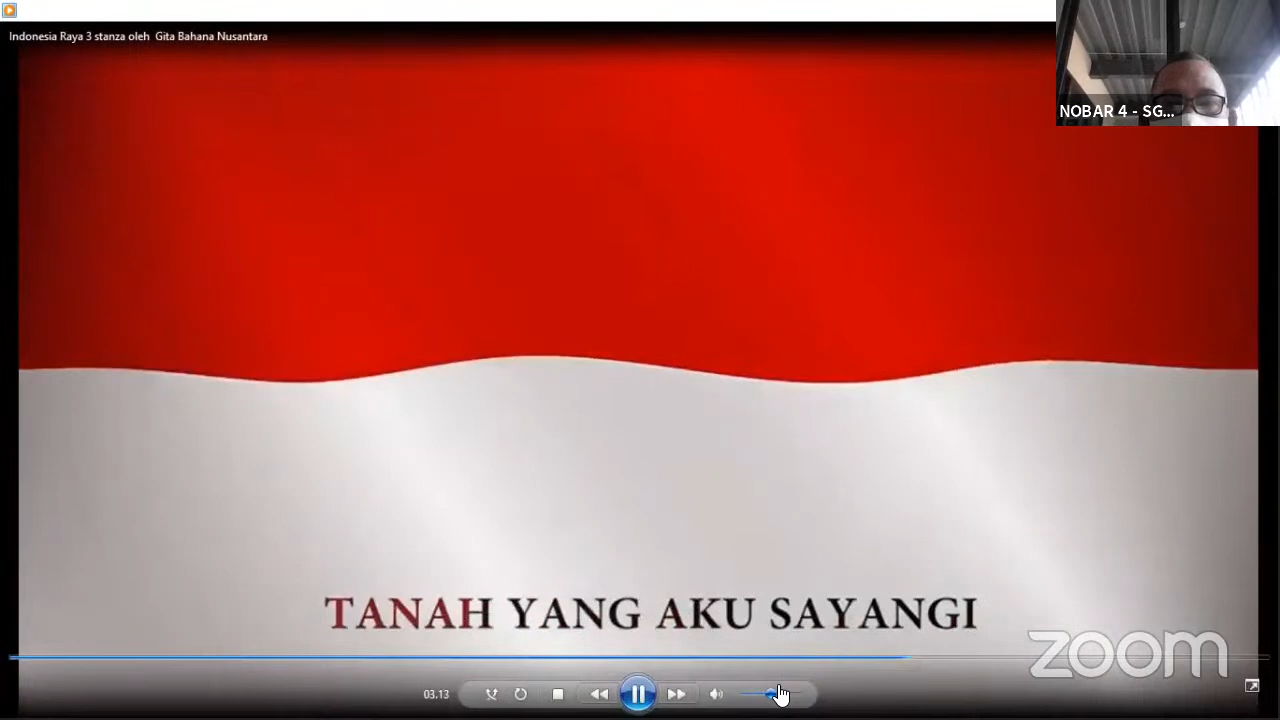 Indonesia Raya 3 stanza oleh Gita Bahana Nusantara
NOBAR 4 - SG...
TANAH YANG AKU SAYANGI
zoom
03.13